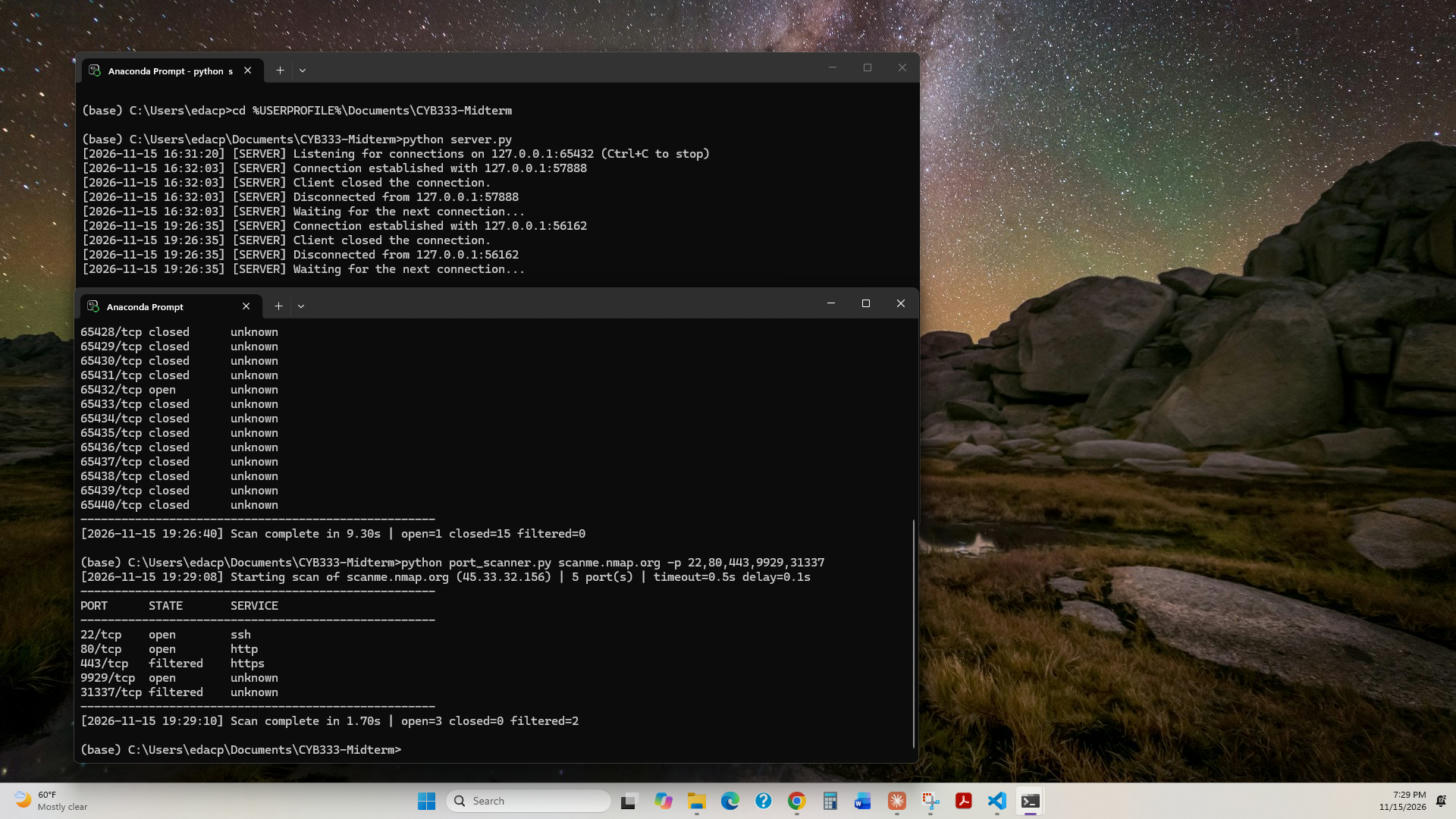 Anaconda Prompt - python s
(base) C:\Users\edacp>cd %USERPROFILE%\Documents\CYB333-Midterm
(base) C:\Users\edacp\Documents\CYB333-Midterm>python server.py
[2026-11-15 16:31:20] [SERVER] Listening for connections on 127.0.0.1:65432 (Ctrl+C to stop)
[2026-11-15 16:32:03] [SERVER] Connection established with 127.0.0.1:57888
[2026-11-15 16:32:03] [SERVER] Client closed the connection.
[2026-11-15 16:32:03] [SERVER] Disconnected from 127.0.0.1:57888
[2026-11-15 16:32:03] [SERVER] Waiting for the next connection...
[2026-11-15 19:26:35] [SERVER] Connection established with 127.0.0.1:56162
[2026-11-15 19:26:35] [SERVER] Client closed the connection.
[2026-11-15 19:26:35] [SERVER] Disconnected from 127.0.0.1:56162
[2026-11-15 19:26:35] [SERVER] Waiting for the next connection...
Anaconda Prompt
65428/tcp closed unknown
65429/tcp closed unknown
65430/tcp closed unknown
65431/tcp closed unknown
65432/tcp open unknown
65433/tcp closed unknown
65434/tcp closed unknown
65435/tcp closed unknown
65436/tcp closed unknown
65437/tcp closed unknown
65438/tcp closed unknown
65439/tcp closed unknown
65440/tcp closed unknown
----------------------------------------------------
[2026-11-15 19:26:40] Scan complete in 9.30s | open=1 closed=15 filtered=0
(base) C:\Users\edacp\Documents\CYB333-Midterm>python port_scanner.py scanme.nmap.org -p 22,80,443,9929,31337
[2026-11-15 19:29:08] Starting scan of scanme.nmap.org (45.33.32.156) | 5 port(s) | timeout=0.5s delay=0.1s
----------------------------------------------------
PORT STATE SERVICE
----------------------------------------------------
22/tcp open ssh
80/tcp open http
443/tcp filtered https
9929/tcp open unknown
31337/tcp filtered unknown
----------------------------------------------------
[2026-11-15 19:29:10] Scan complete in 1.70s | open=3 closed=0 filtered=2
(base) C:\Users\edacp\Documents\CYB333-Midterm>
60°F
Mostly clear
Search
7:29 PM
11/15/2026